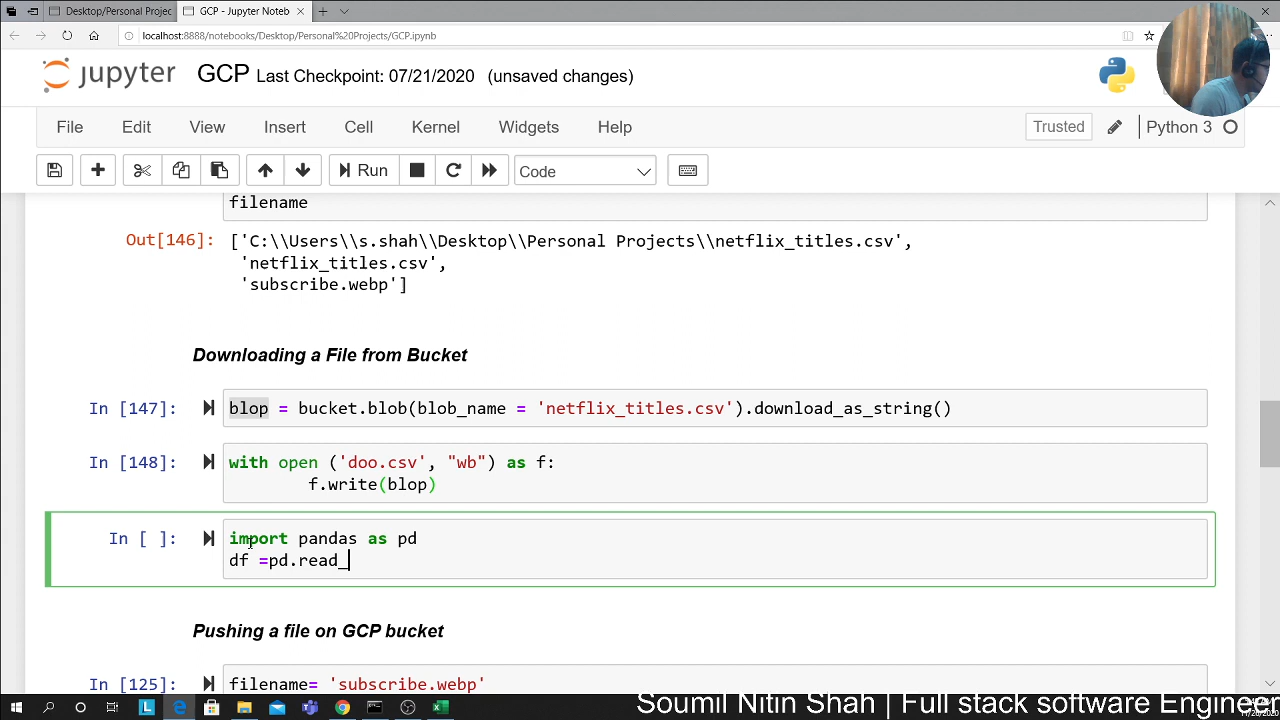 Desktop/Personal Projec
GCP - Jupyter Noteb
localhost:8888/notebooks/Desktop/Personal%20Projects/GCP.ipynb
jupyter GCP Last Checkpoint: 07/21/2020 (unsaved changes)
File Edit View Insert Cell Kernel Widgets Help Trusted Python 3
Run Code
filename
Out[146]: ['C:\\Users\\s.shah\\Desktop\\Personal Projects\\netflix_titles.csv',
'netflix_titles.csv',
'subscribe.webp']
Downloading a File from Bucket
In [147]: blop = bucket.blob(blob_name = 'netflix_titles.csv').download_as_string()
In [148]: with open ('doo.csv', "wb") as f:
f.write(blop)
In [ ]: import pandas as pd
df =pd.read_
Pushing a file on GCP bucket
In [125]: filename= 'subscribe.webp'
Soumil Nitin Shah | Full stack software Engineer